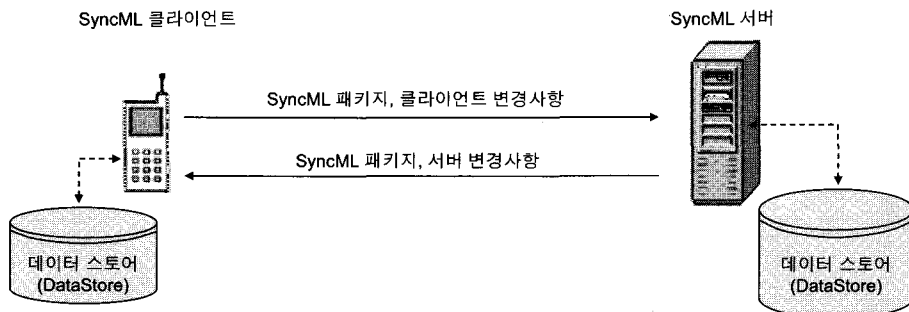 SyncML 클라이언트
SyncML 서버
SyncML 패키지, 클라이언트 변경사항
SyncML 패키지, 서버 변경사항
데이터 스토어
(DataStore)
데이터 스토어
(DataStore)